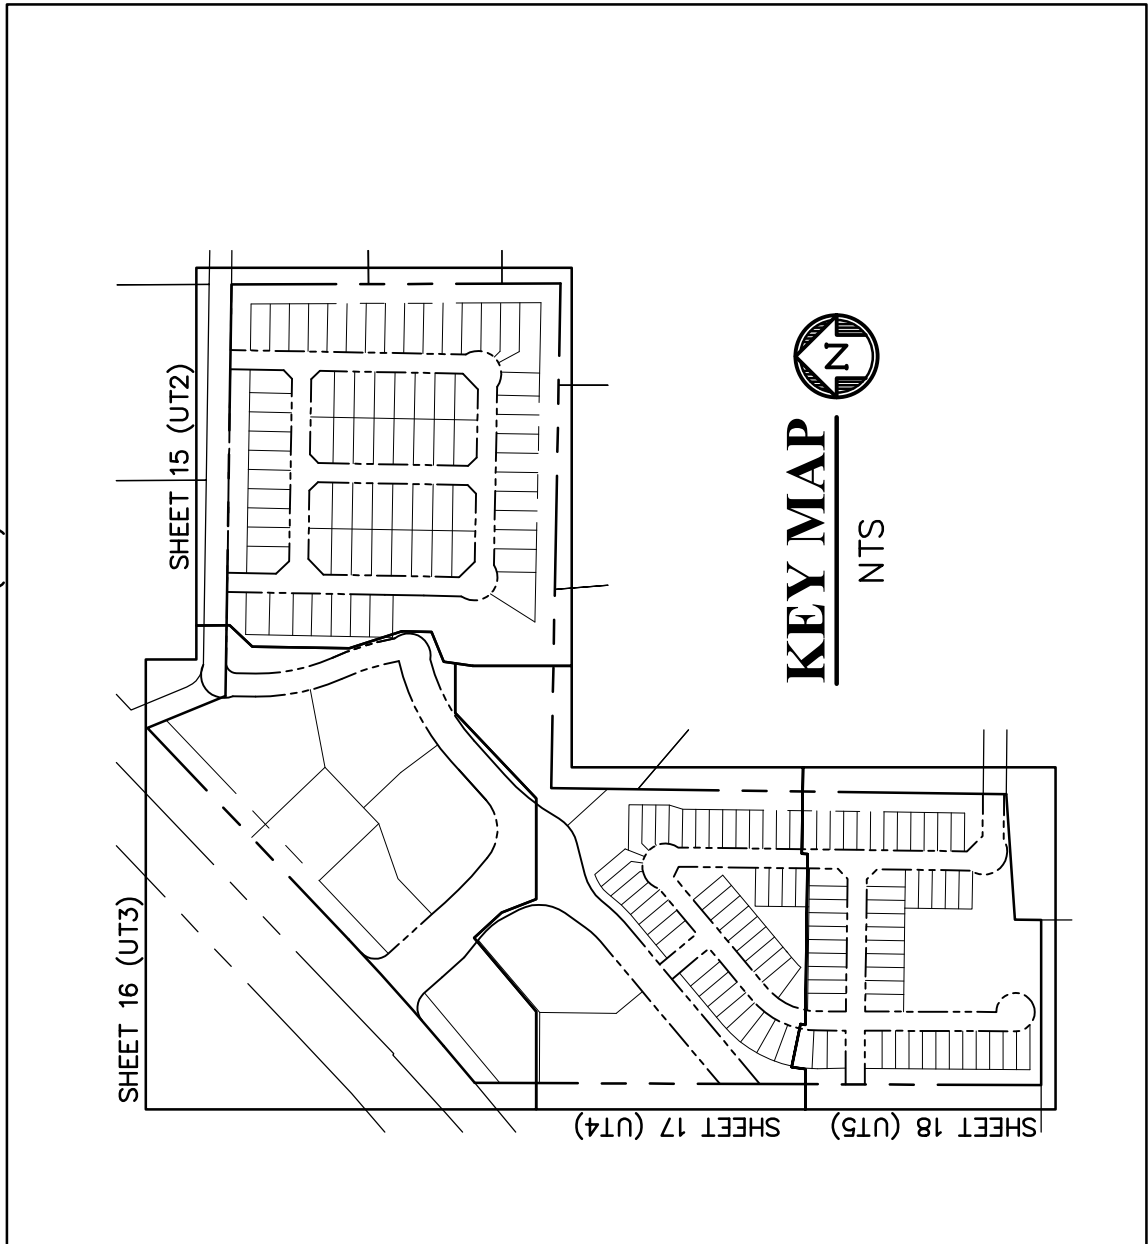 SHEET 15 (UT2)
SHEET 16 (UT3)
SHEET 17 (UT4)
SHEET 18 (UT5)
N
KEY MAP
NTS